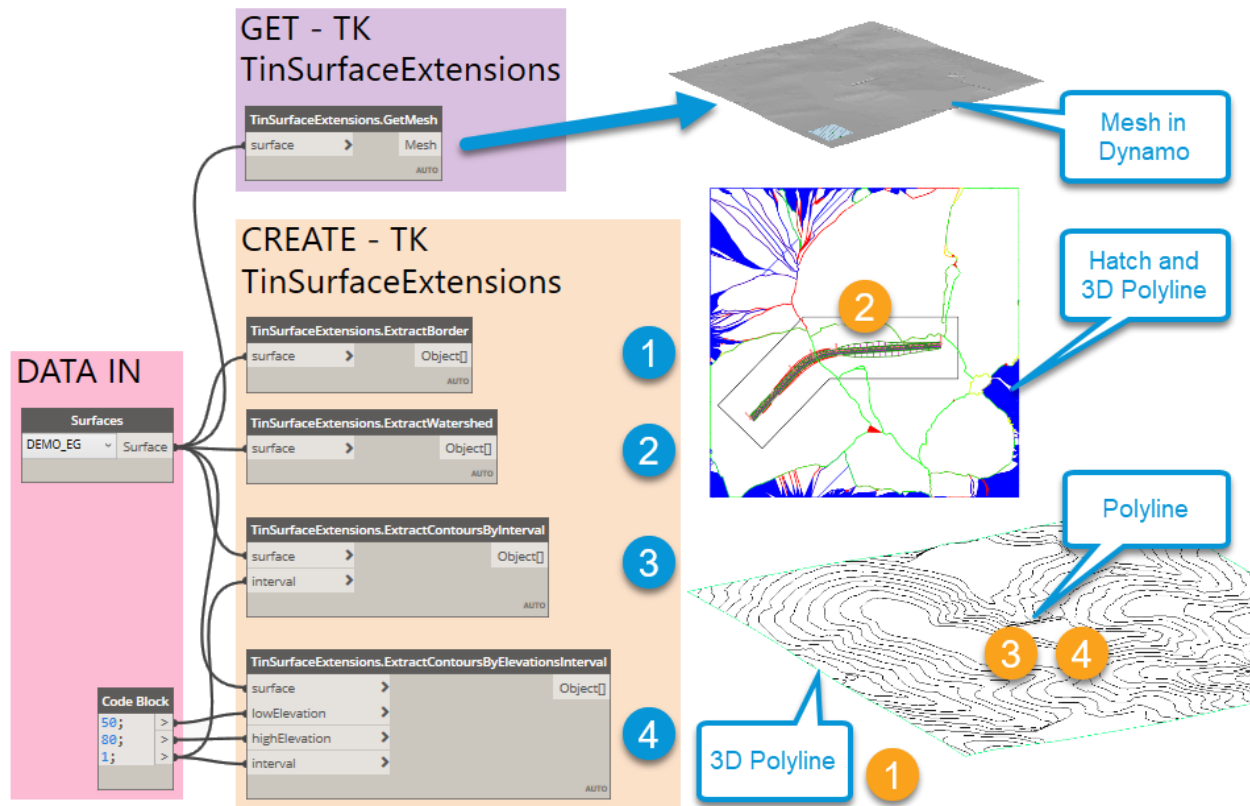 GET - TK
TinSurfaceExtensions
TinSurfaceExtensions.GetMesh
surface > Mesh
AUTO
Mesh in
Dynamo
CREATE - TK
TinSurfaceExtensions
TinSurfaceExtensions.ExtractBorder
surface > Object[]
AUTO
1
TinSurfaceExtensions.ExtractWatershed
surface > Object[]
AUTO
2
TinSurfaceExtensions.ExtractContoursByInterval
surface > Object[]
interval >
AUTO
3
TinSurfaceExtensions.ExtractContoursByElevationsInterval
surface > Object[]
lowElevation >
highElevation >
interval >
AUTO
4
DATA IN
Surfaces
DEMO_EG Surface
Code Block
50; >
80; >
1; >
2
Hatch and
3D Polyline
Polyline
3 4
3D Polyline
1